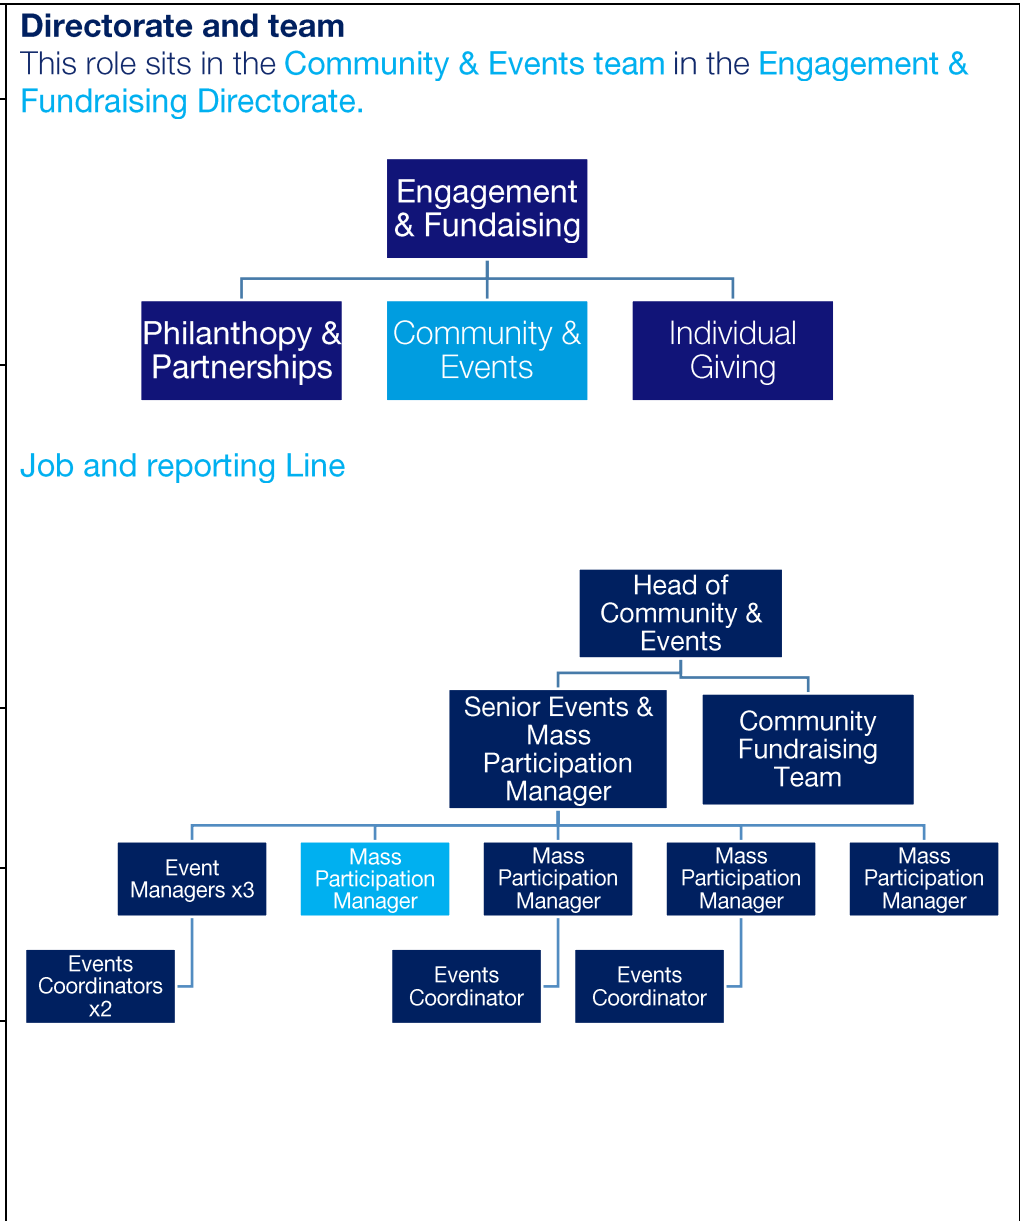 Directorate and team
This role sits in the Community & Events team in the Engagement &
Fundraising Directorate.
Engagement
& Fundaising
Philanthopy &
Partnerships
Community &
Events
Individual
Giving
Job and reporting Line
Head of
Community &
Events
Senior Events &
Mass
Participation
Manager
Community
Fundraising
Team
Event
Managers x3
Mass
Participation
Manager
Mass
Participation
Manager
Mass
Participation
Manager
Mass
Participation
Manager
Events
Coordinators
x2
Events
Coordinator
Events
Coordinator